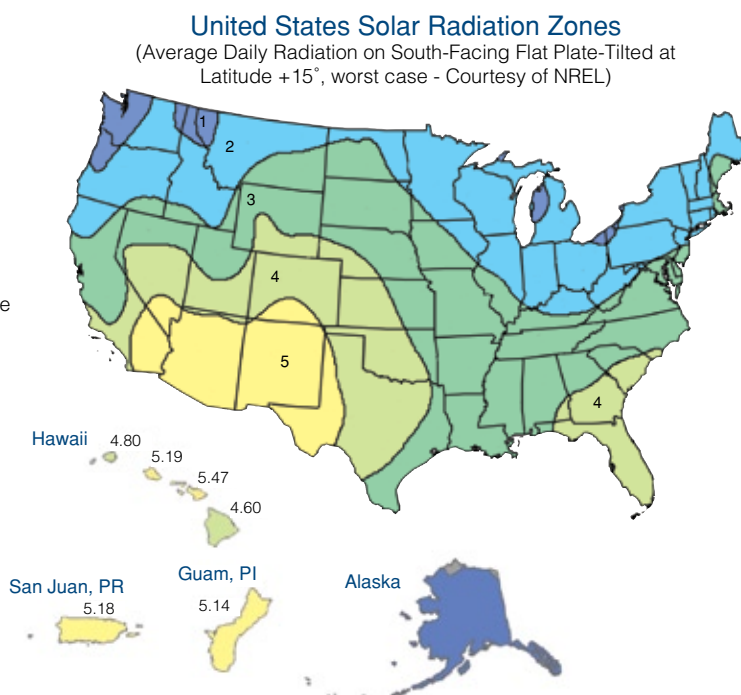 United States Solar Radiation Zones
(Average Daily Radiation on South-Facing Flat Plate-Tilted at
Latitude +15°, worst case - Courtesy of NREL)
1
2
3
4
5
4
e
Hawaii
4.80
5.19
5.47
4.60
San Juan, PR
5.18
Guam, PI
5.14
Alaska